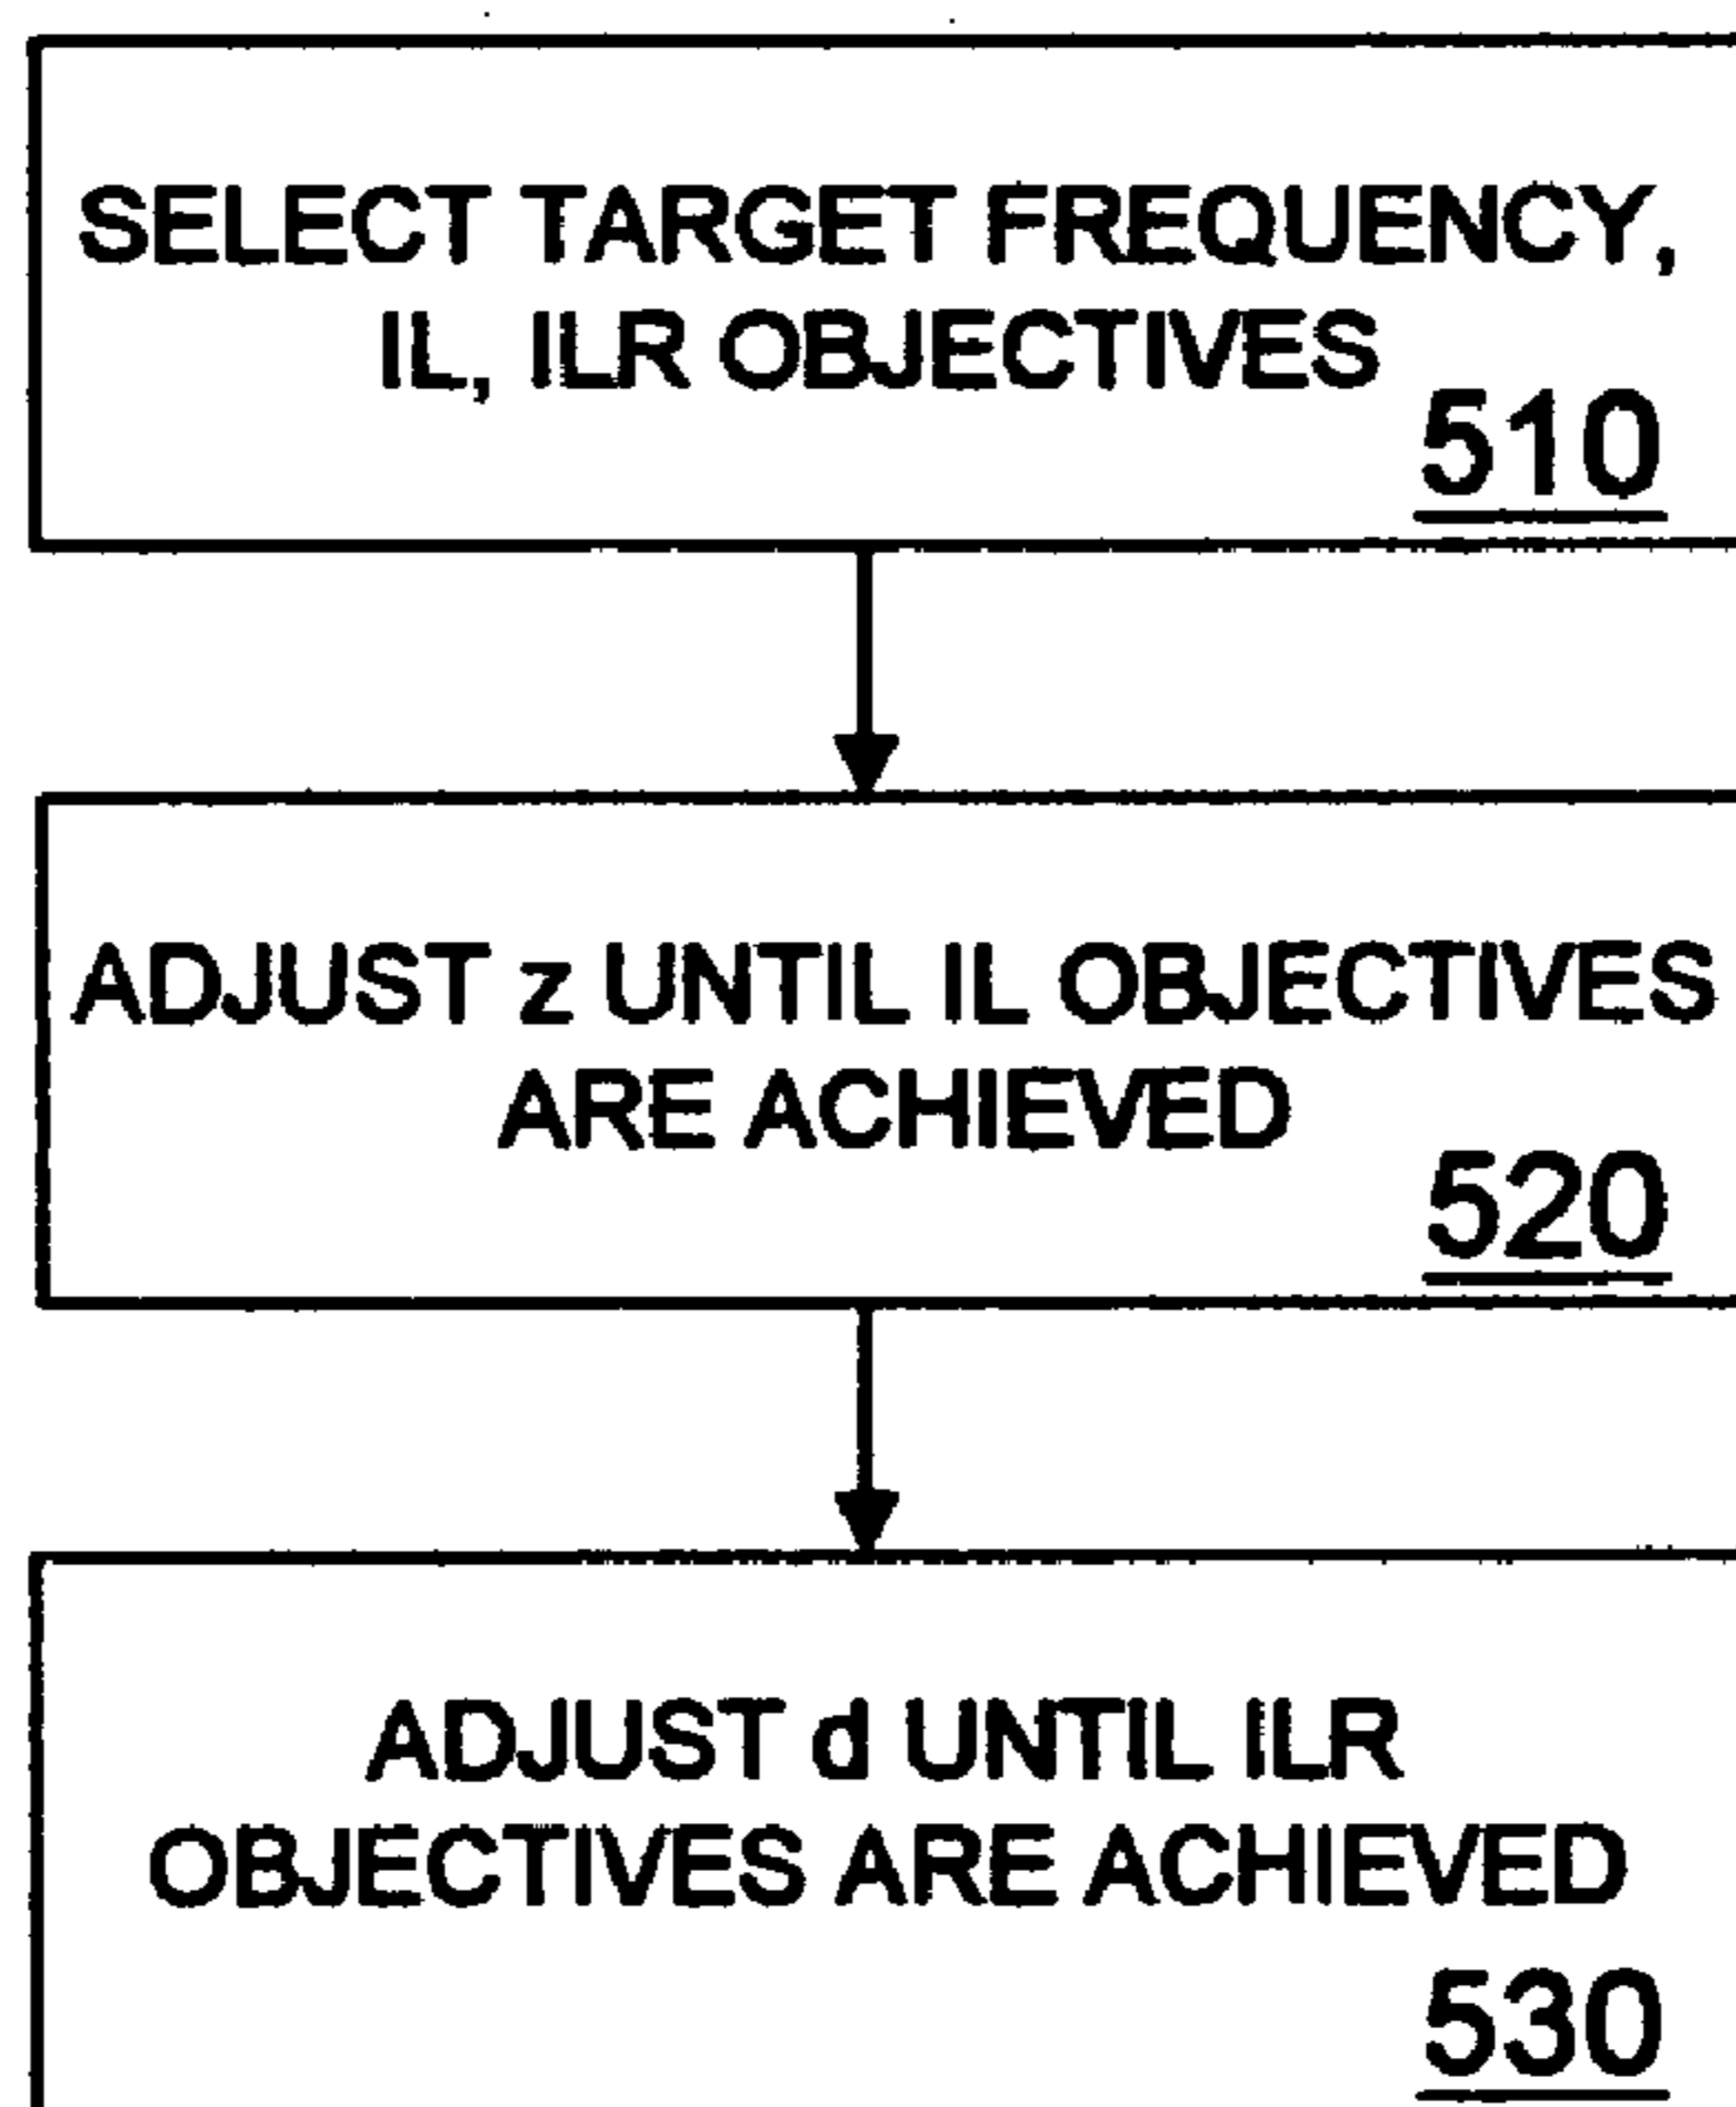 SELECT TARGET FREQUENCY,
IL, ILR OBJECTIVES
510
ADJUST z UNTIL IL OBJECTIVES
ARE ACHIEVED
520
ADJUST d UNTIL ILR
OBJECTIVES ARE ACHIEVED
530